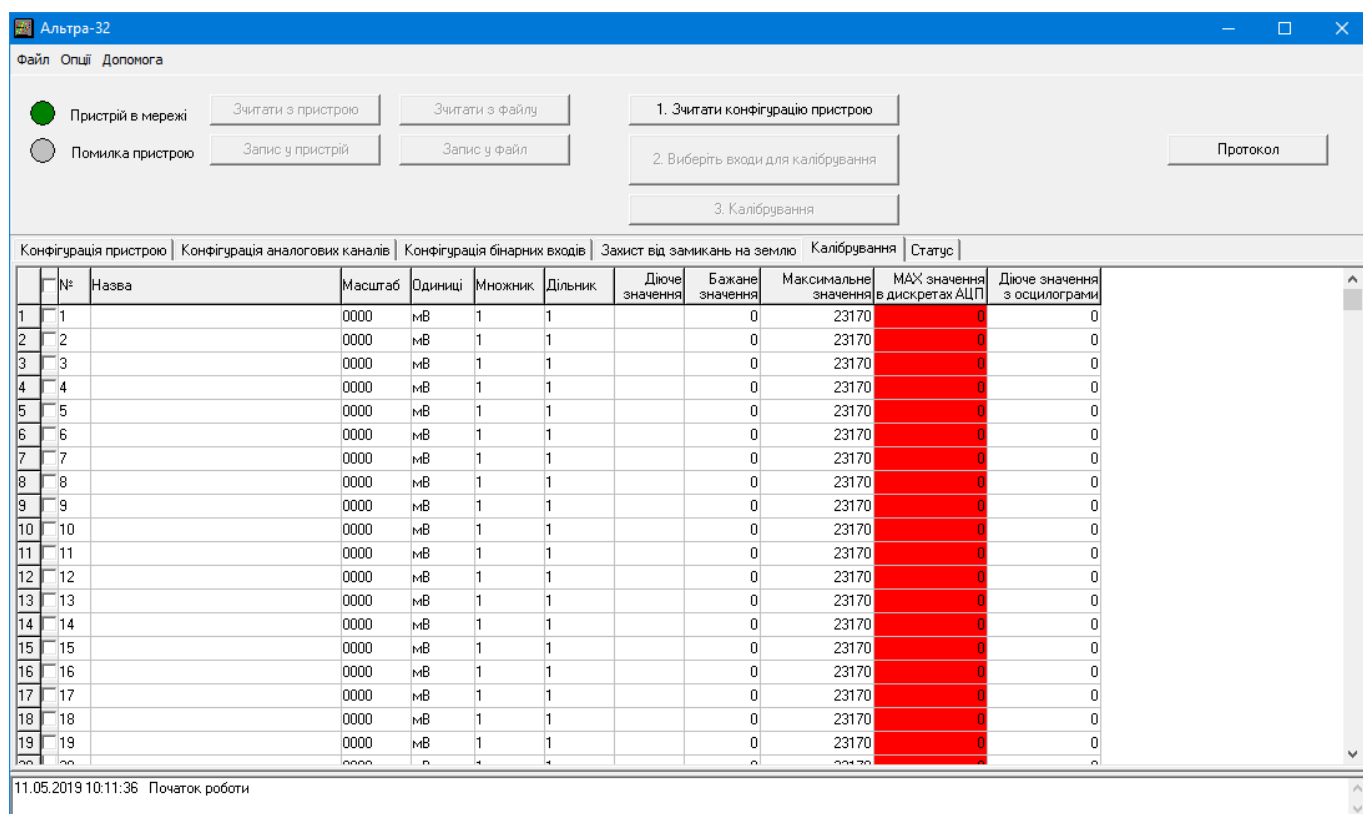 Альтра-32
Файл Опції Допомога
Пристрій в мережі Зчитати з пристрою Зчитати з файлу 1. Зчитати конфігурацію пристрою
Помилка пристрою Запис у пристрій Запис у файл 2. Виберіть входи для калібрування Протокол
3. Калібрування
Конфігурація пристрою Конфігурація аналогових каналів Конфігурація бінарних входів Захист від замикань на землю Калібрування Статус
№ Назва Масштаб Одиниці Множник Дільник Діюче значення Бажане значення Максимальне значення MAX значення в дискретах АЦП Діюче значення з осцилограми
1 1 0000 мВ 1 1 0 23170 0 0
2 2 0000 мВ 1 1 0 23170 0 0
3 3 0000 мВ 1 1 0 23170 0 0
4 4 0000 мВ 1 1 0 23170 0 0
5 5 0000 мВ 1 1 0 23170 0 0
6 6 0000 мВ 1 1 0 23170 0 0
7 7 0000 мВ 1 1 0 23170 0 0
8 8 0000 мВ 1 1 0 23170 0 0
9 9 0000 мВ 1 1 0 23170 0 0
10 10 0000 мВ 1 1 0 23170 0 0
11 11 0000 мВ 1 1 0 23170 0 0
12 12 0000 мВ 1 1 0 23170 0 0
13 13 0000 мВ 1 1 0 23170 0 0
14 14 0000 мВ 1 1 0 23170 0 0
15 15 0000 мВ 1 1 0 23170 0 0
16 16 0000 мВ 1 1 0 23170 0 0
17 17 0000 мВ 1 1 0 23170 0 0
18 18 0000 мВ 1 1 0 23170 0 0
19 19 0000 мВ 1 1 0 23170 0 0
11.05.2019 10:11:36 Початок роботи